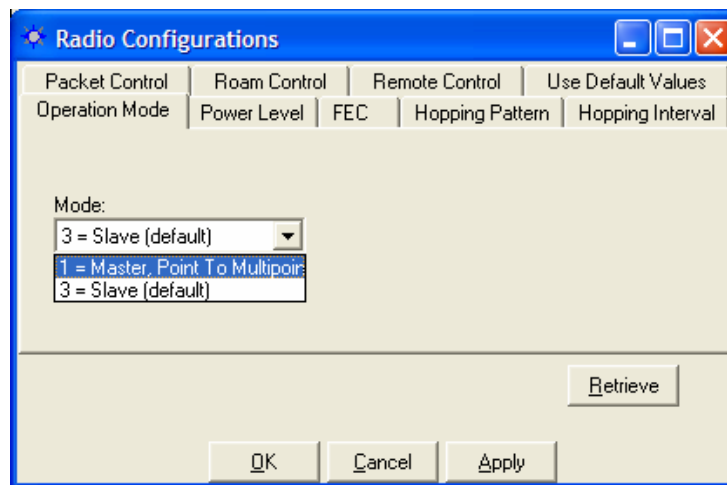 Radio Configurations
Packet Control Roam Control Remote Control Use Default Values
Operation Mode Power Level FEC Hopping Pattern Hopping Interval
Mode:
3 = Slave (default)
1 = Master, Point To Multipoin
3 = Slave (default)
Retrieve
OK Cancel Apply